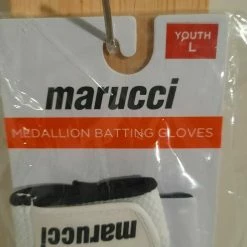 YOUTH
L
marucci
MEDALLION BATTING GLOVES
marucci